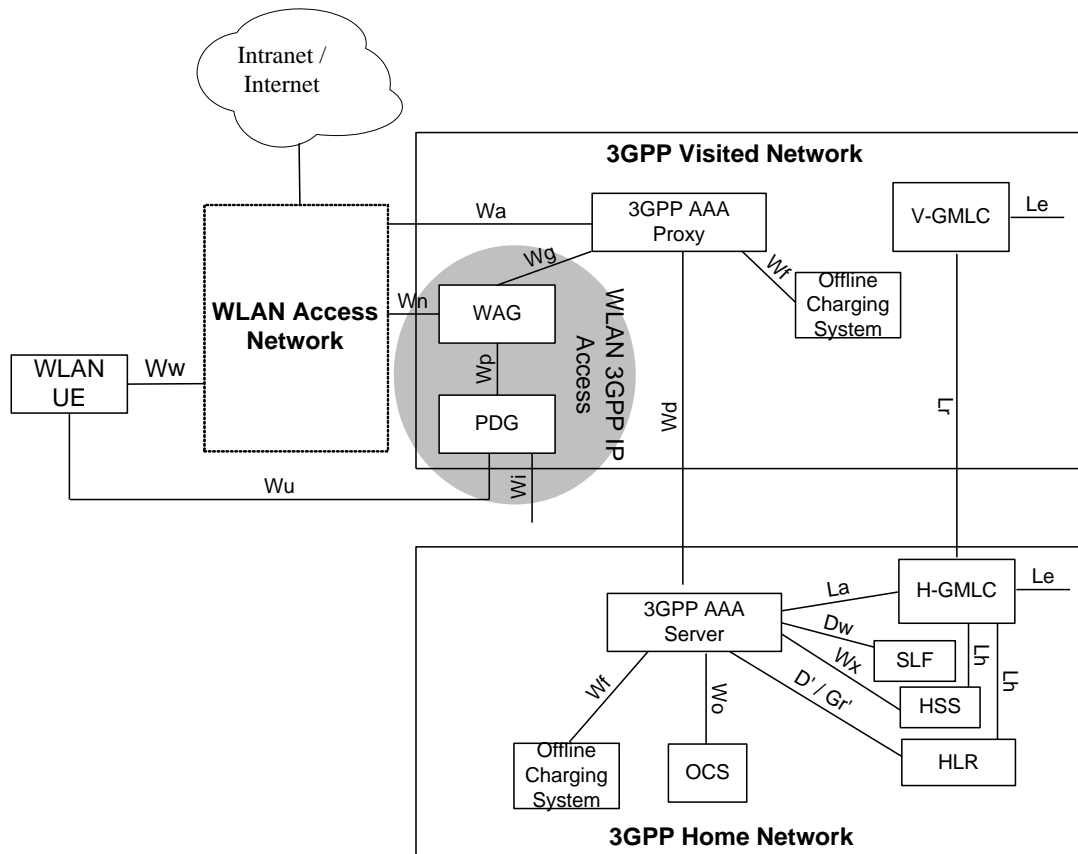 Intranet /
Internet
3GPP Visited Network
Wa
3GPP AAA
Proxy
V-GMLC
Le
Wg
Wf
Offline
Charging
System
WLAN Access
Network
Wn
WAG
WLAN 3GPP IP
Access
Wp
WLAN
UE
Ww
PDG
Wd
Lr
Wu
Wi
H-GMLC
Le
La
3GPP AAA
Server
Dw
SLF
Wx
Lh
Lh
HSS
D' / Gr'
Wf
Wo
HLR
Offline
Charging
System
OCS
3GPP Home Network